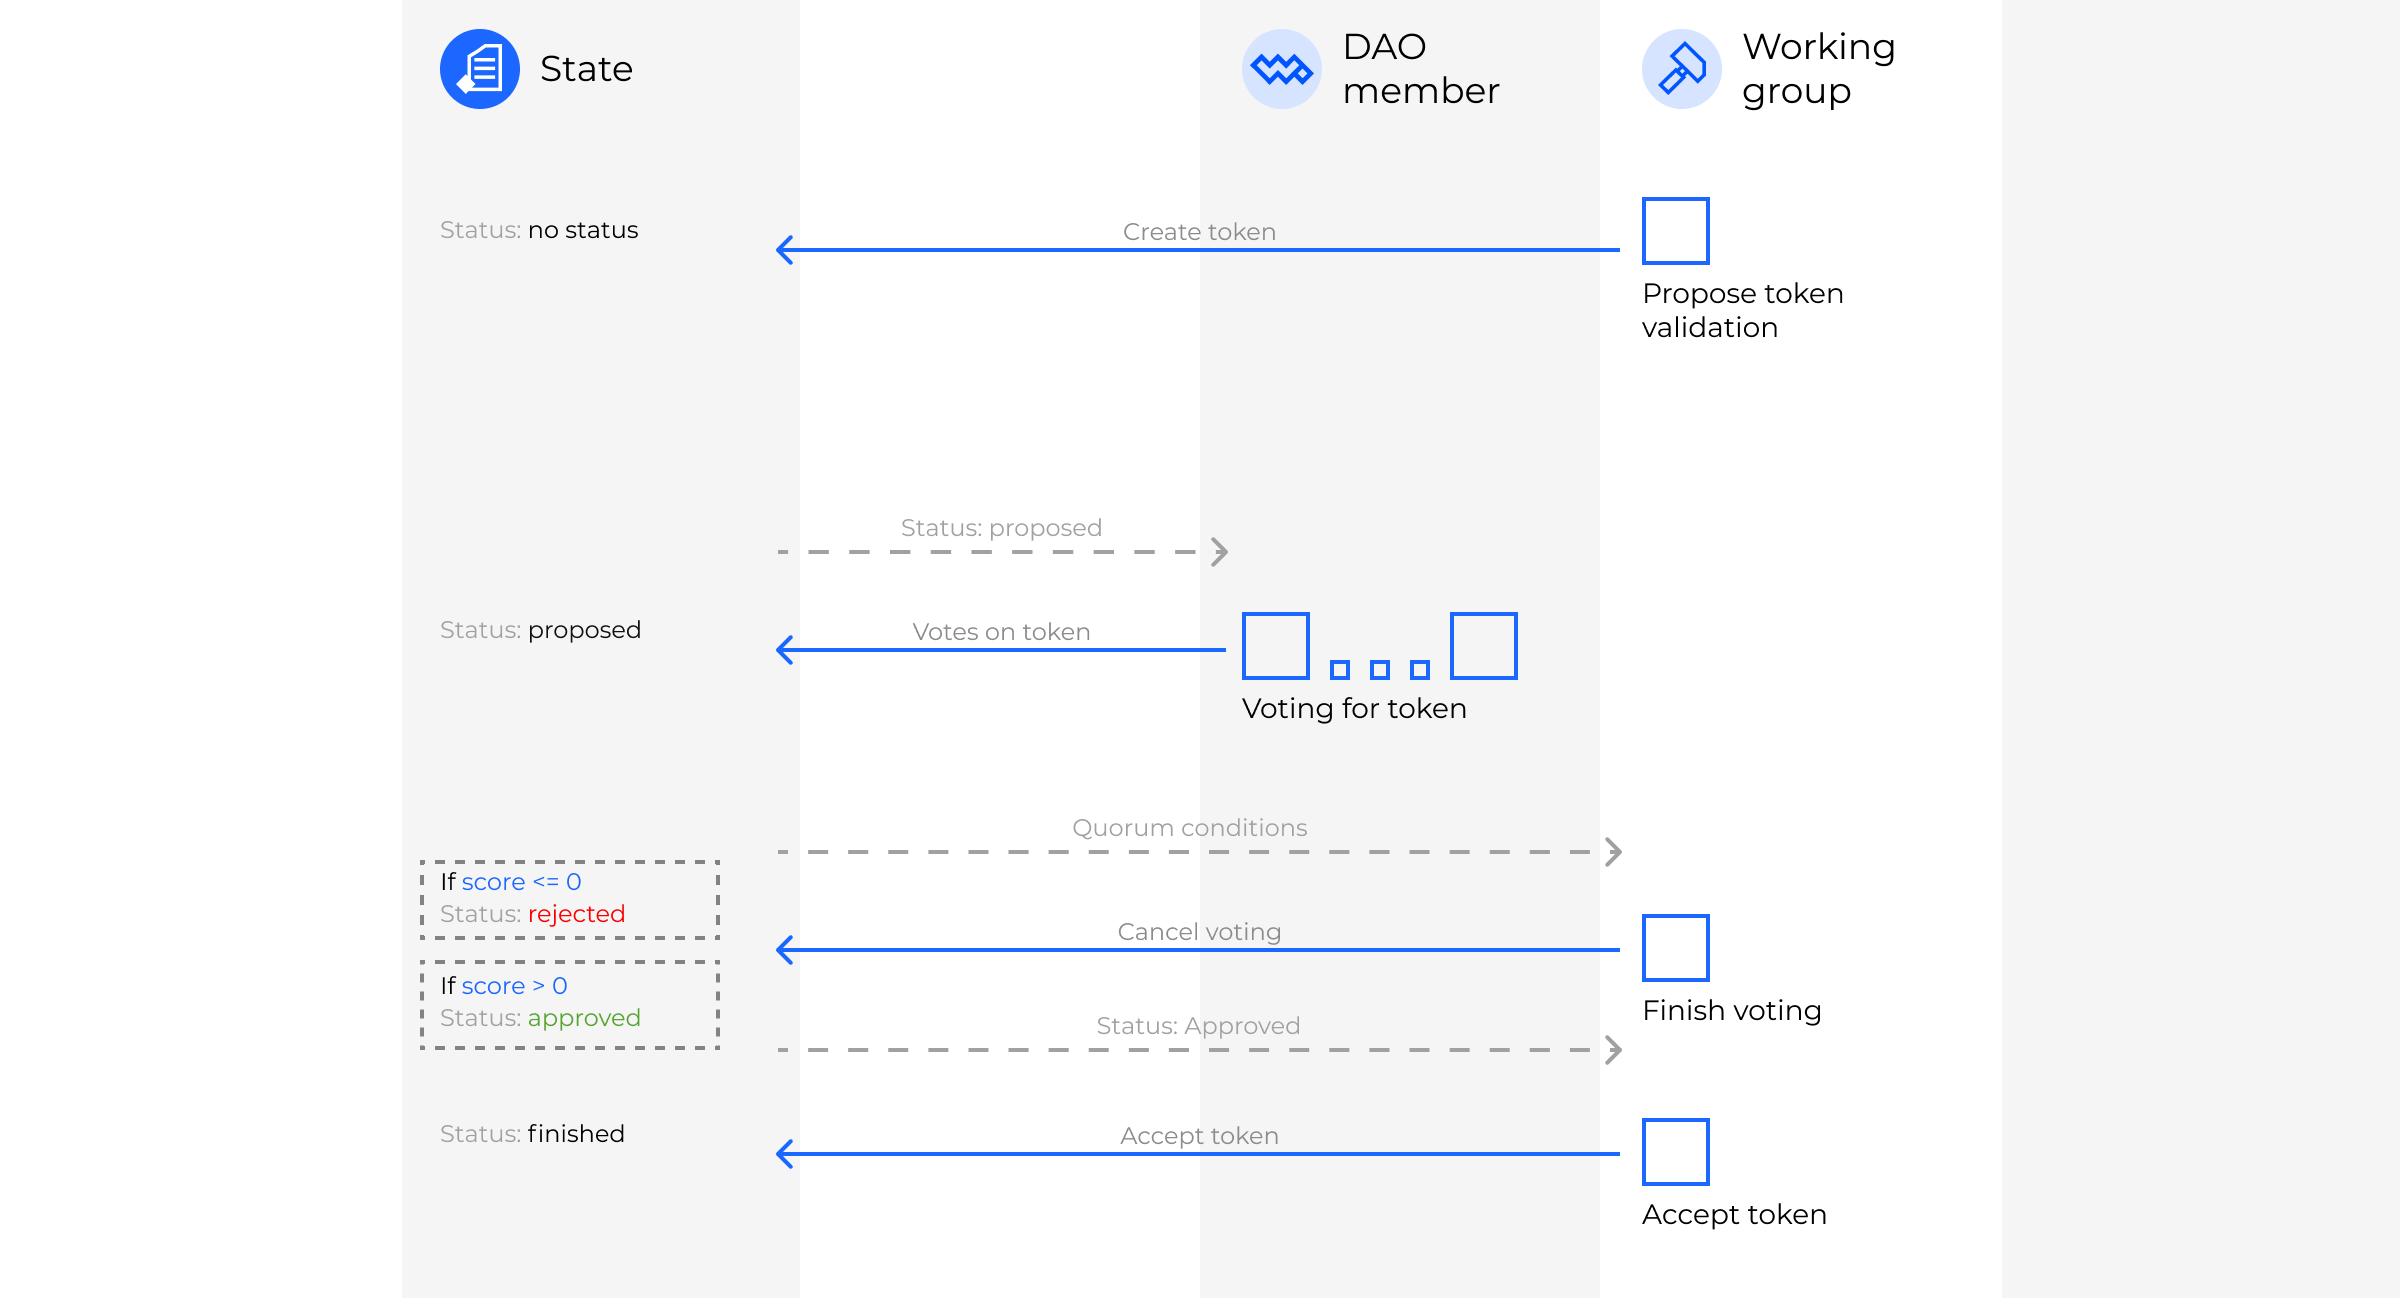 State
DAO
member
Working
group
Status: no status
Create token
Propose token
validation
Status: proposed
Status: proposed
Votes on token
Voting for token
Quorum conditions
If score <= 0
Status: rejected
Cancel voting
If score > 0
Status: approved
Finish voting
Status: Approved
Status: finished
Accept token
Accept token